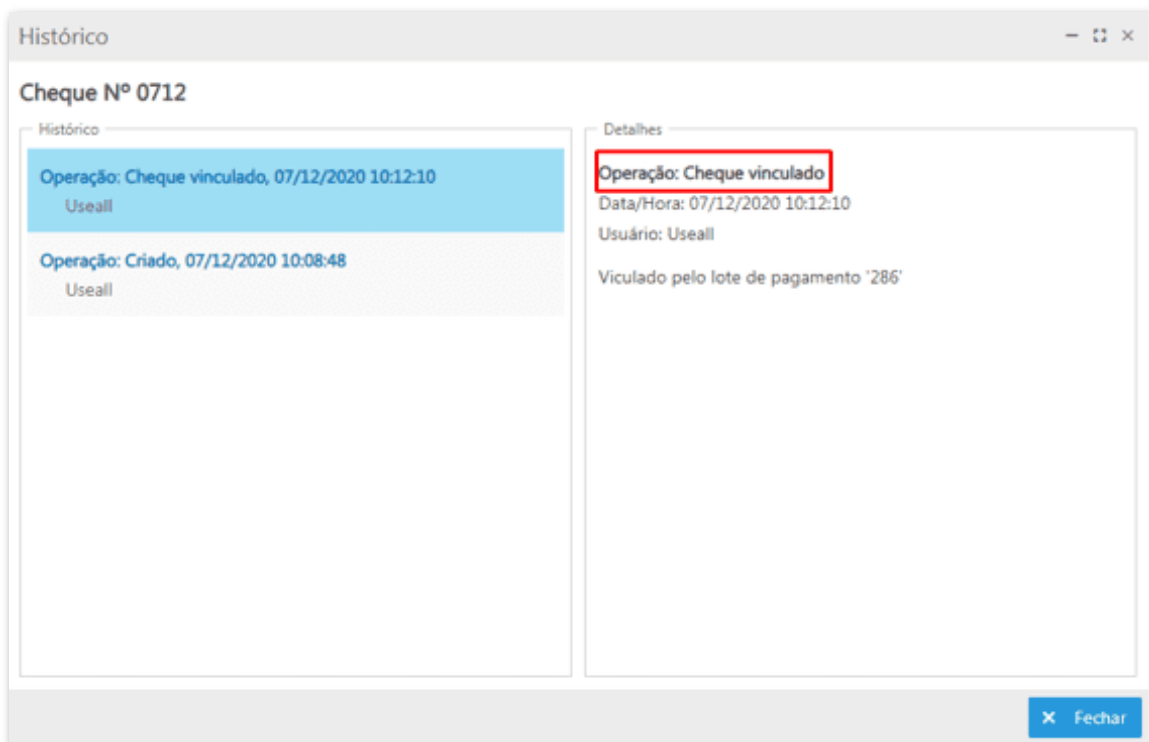 Histórico
Cheque Nº 0712
Histórico
Operação: Cheque vinculado, 07/12/2020 10:12:10
Useall
Operação: Criado, 07/12/2020 10:08:48
Useall
Detalhes
Operação: Cheque vinculado
Data/Hora: 07/12/2020 10:12:10
Usuário: Useall
Viculado pelo lote de pagamento '286'
Fechar